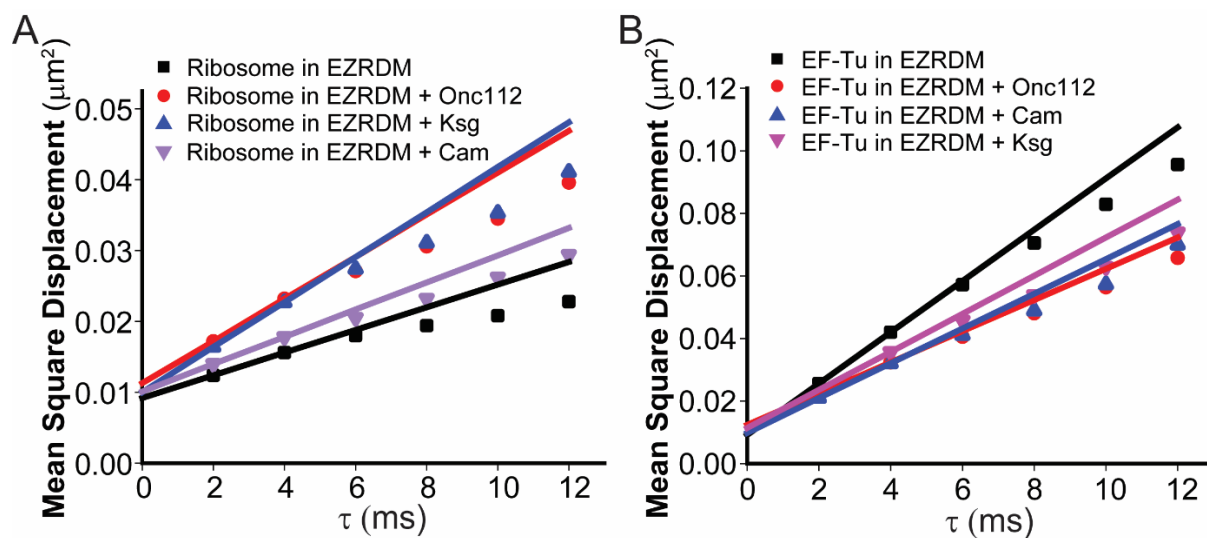 A
Mean Square Displacement (μm²)
Ribosome in EZRDM
Ribosome in EZRDM + Onc112
Ribosome in EZRDM + Ksg
Ribosome in EZRDM + Cam
0.05
0.04
0.03
0.02
0.01
0.00
0 2 4 6 8 10 12
τ (ms)
B
Mean Square Displacement (μm²)
EF-Tu in EZRDM
EF-Tu in EZRDM + Onc112
EF-Tu in EZRDM + Cam
EF-Tu in EZRDM + Ksg
0.12
0.10
0.08
0.06
0.04
0.02
0.00
0 2 4 6 8 10 12
τ (ms)